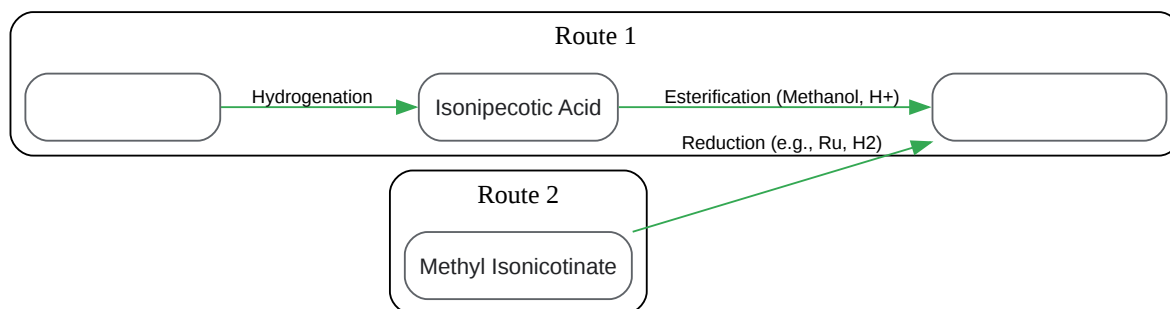 Route 1
Hydrogenation
Isonipecotic Acid
Esterification (Methanol, H+)
Reduction (e.g., Ru, H2)
Route 2
Methyl Isonicotinate